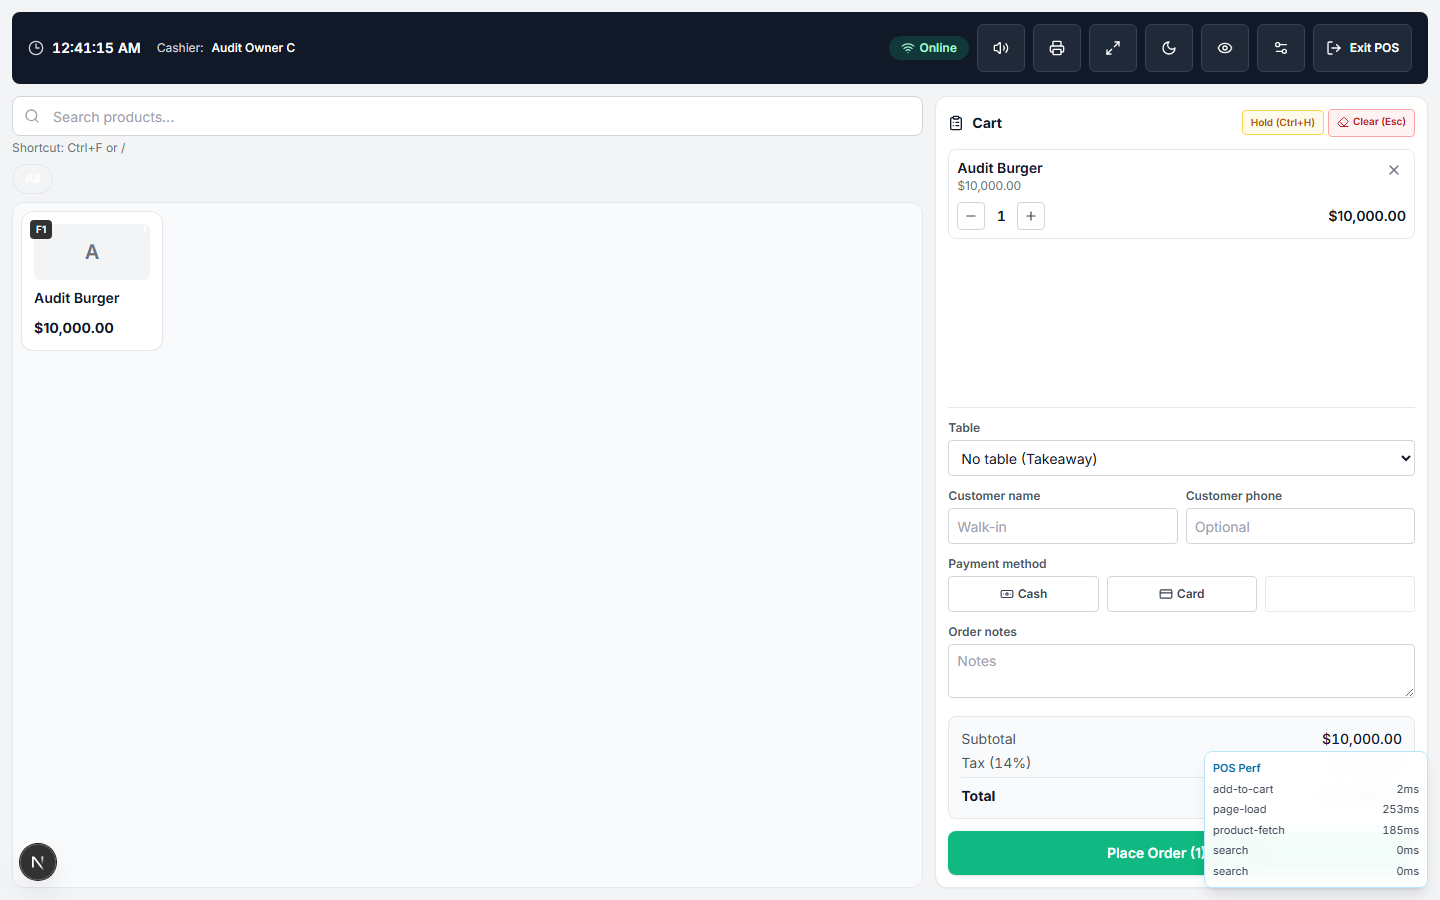 12:41:15 AM Cashier: Audit Owner C Online Exit POS
Search products...
Shortcut: Ctrl+F or /
All
F1
A
Audit Burger
$10,000.00
N
Cart Hold (Ctrl+H) Clear (Esc)
Audit Burger
$10,000.00
1 $10,000.00
Table
No table (Takeaway)
Customer name Customer phone
Walk-in Optional
Payment method
Cash Card
Order notes
Notes
Subtotal $10,000.00
Tax (14%)
Total
Place Order (1)
POS Perf
add-to-cart 2ms
page-load 253ms
product-fetch 185ms
search 0ms
search 0ms